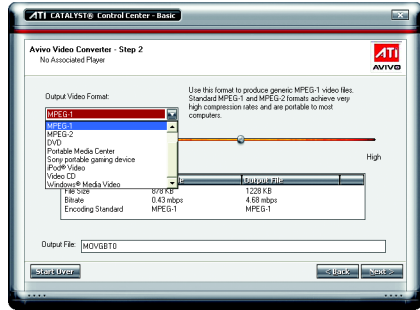 ATI CATALYST® Control Center - Basic
Avivo Video Converter - Step 2
No Associated Player
ATI
AVIVO
Output Video Format:
Use this format to produce generic MPEG-1 video files.
Standard MPEG-1 and MPEG-2 formats achieve very
high compression rates and are portable to most
computers.
MPEG-1
MPEG-1
MPEG-2
DVD
Portable Media Center
Sony portable gaming device
iPod® Video
Video CD
Windows® Media Video
High
Output File
File Size 878 KB 1228 KB
Bitrate 0.43 mbps 4.68 mbps
Encoding Standard MPEG-1 MPEG-1
Output File: MOVGBT0
Start Over
< Back
Next >